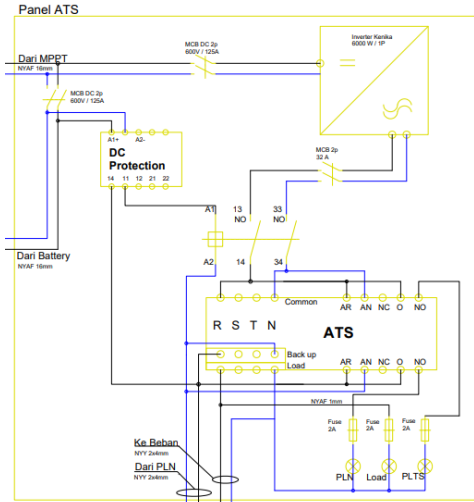 Panel ATS
Inverter Kenika
6000 W / 1P
MCB DC 2p
600V / 125A
Dari MPPT
NYAF 16mm
MCB DC 2p
600V / 125A
MCB 2p
32 A
A1+
A2-
DC
Protection
14
11
12
21
22
A1
13
NO
33
NO
A2
14
34
Dari Battery
NYAF 16mm
Common
AR
AN
NC
O
NO
R
S
T
N
ATS
Back up
Load
AR
AN
NC
O
NO
NYAF 1mm
Fuse
2A
Fuse
2A
Fuse
2A
Ke Beban
NYY 2x4mm
Dari PLN
NYY 2x4mm
PLN
Load
PLTS